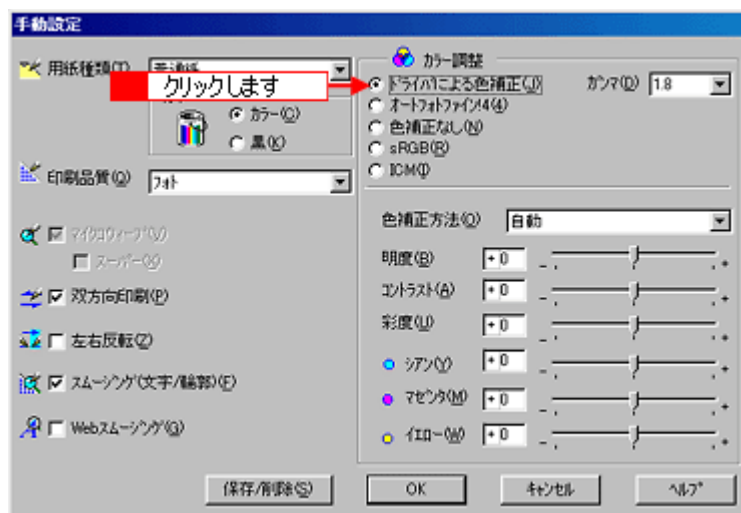 手動設定
用紙種類(T)
普通紙
クリックします
カラー(C)
黒(K)
印刷品質(Q)
フォト
マイクロウィーブ(V)
スーパー(X)
双方向印刷(P)
左右反転(Z)
スムージング(文字/輪郭)(E)
Webスムージング(G)
カラー調整
ドライバによる色補正(J)
ガンマ(D)
1.8
オートフォトファイン!4(4)
色補正なし(N)
sRGB(R)
ICM(I)
色補正方法(O)
自動
明度(B)
+0
-
+
コントラスト(A)
+0
-
+
彩度(U)
+0
-
+
シアン(Y)
+0
-
+
マゼンタ(M)
+0
-
+
イエロー(W)
+0
-
+
保存/削除(S)
OK
キャンセル
ヘルプ